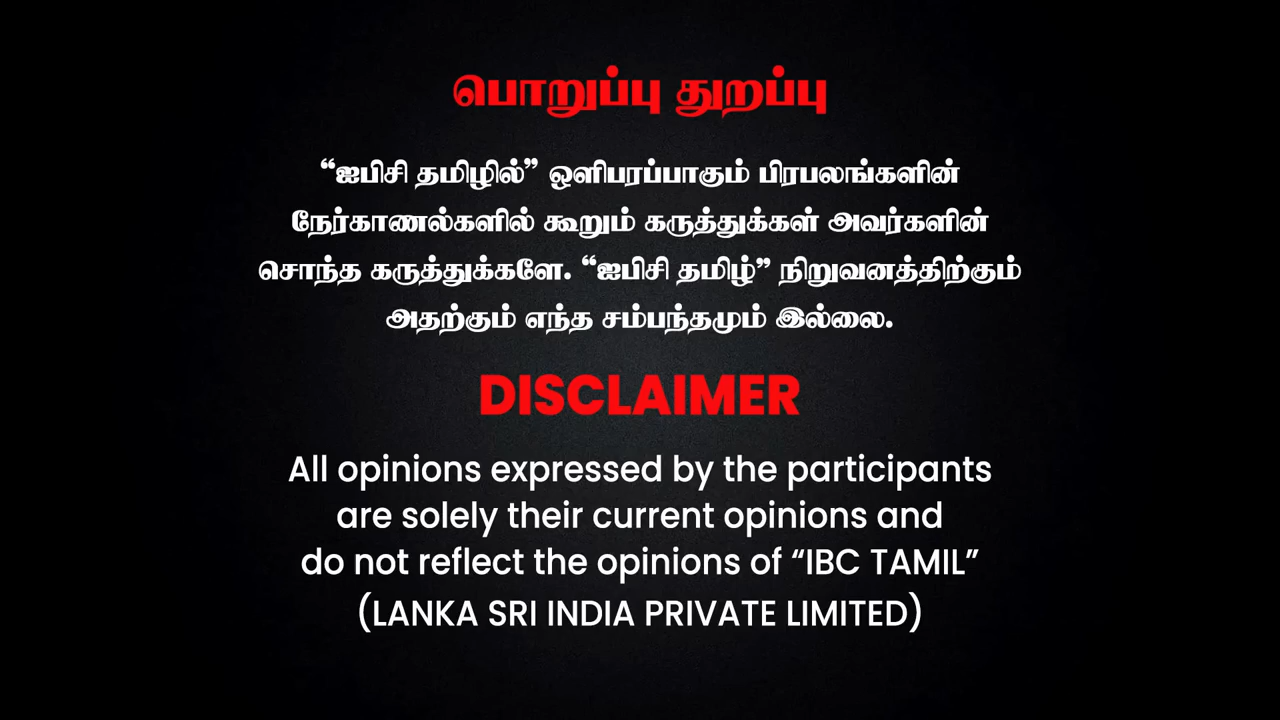 பொறுப்பு துறப்பு
“ஐபிசி தமிழில்” ஒளிபரப்பாகும் பிரபலங்களின்
நேர்காணல்களில் கூறும் கருத்துக்கள் அவர்களின்
சொந்த கருத்துக்களே. “ஐபிசி தமிழ்” நிறுவனத்திற்கும்
அதற்கும் எந்த சம்பந்தமும் இல்லை.
DISCLAIMER
All opinions expressed by the participants
are solely their current opinions and
do not reflect the opinions of “IBC TAMIL”
(LANKA SRI INDIA PRIVATE LIMITED)